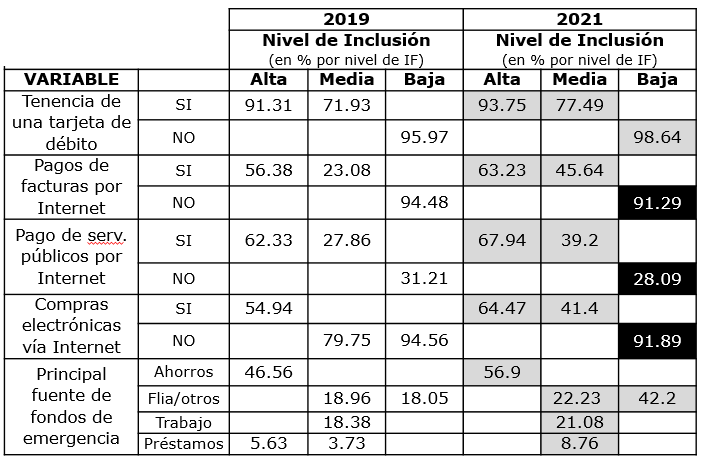 2019 2021
Nivel de Inclusión Nivel de Inclusión
(en % por nivel de IF) (en % por nivel de IF)
VARIABLE Alta Media Baja Alta Media Baja
Tenencia de una tarjeta de débito
SI 91.31 71.93 93.75 77.49
NO 95.97 98.64
Pagos de facturas por Internet
SI 56.38 23.08 63.23 45.64
NO 94.48 91.29
Pago de serv. públicos por Internet
SI 62.33 27.86 67.94 39.2
NO 31.21 28.09
Compras electrónicas vía Internet
SI 54.94 64.47 41.4
NO 79.75 94.56 91.89
Principal fuente de fondos de emergencia
Ahorros 46.56 56.9
Flia/otros 18.96 18.05 22.23 42.2
Trabajo 18.38 21.08
Préstamos 5.63 3.73 8.76